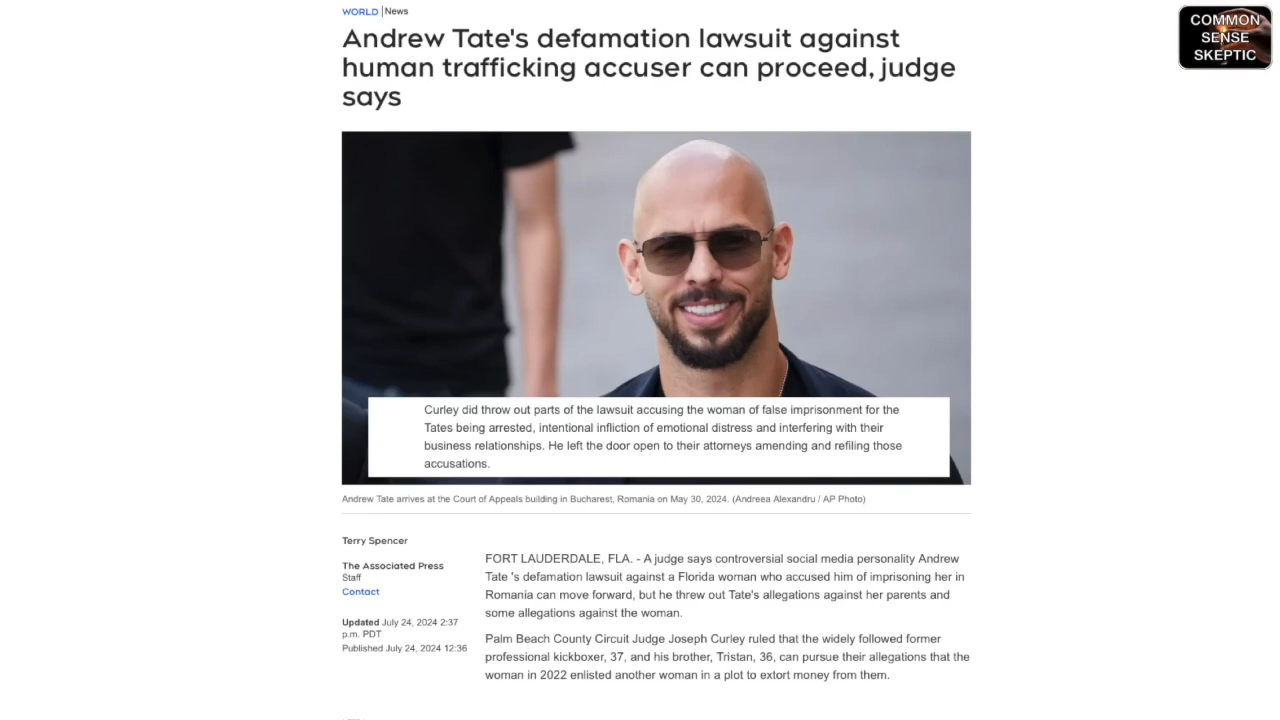 WORLD | News
Andrew Tate's defamation lawsuit against
human trafficking accuser can proceed, judge
says
COMMON
SENSE
SKEPTIC
Curley did throw out parts of the lawsuit accusing the woman of false imprisonment for the
Tates being arrested, intentional infliction of emotional distress and interfering with their
business relationships. He left the door open to their attorneys amending and refiling those
accusations.
Andrew Tate arrives at the Court of Appeals building in Bucharest, Romania on May 30, 2024. (Andreea Alexandru / AP Photo)
Terry Spencer
The Associated Press
Staff
Contact
Updated July 24, 2024 2:37
p.m. PDT
Published July 24, 2024 12:36
FORT LAUDERDALE, FLA. - A judge says controversial social media personality Andrew
Tate 's defamation lawsuit against a Florida woman who accused him of imprisoning her in
Romania can move forward, but he threw out Tate's allegations against her parents and
some allegations against the woman.
Palm Beach County Circuit Judge Joseph Curley ruled that the widely followed former
professional kickboxer, 37, and his brother, Tristan, 36, can pursue their allegations that the
woman in 2022 enlisted another woman in a plot to extort money from them.